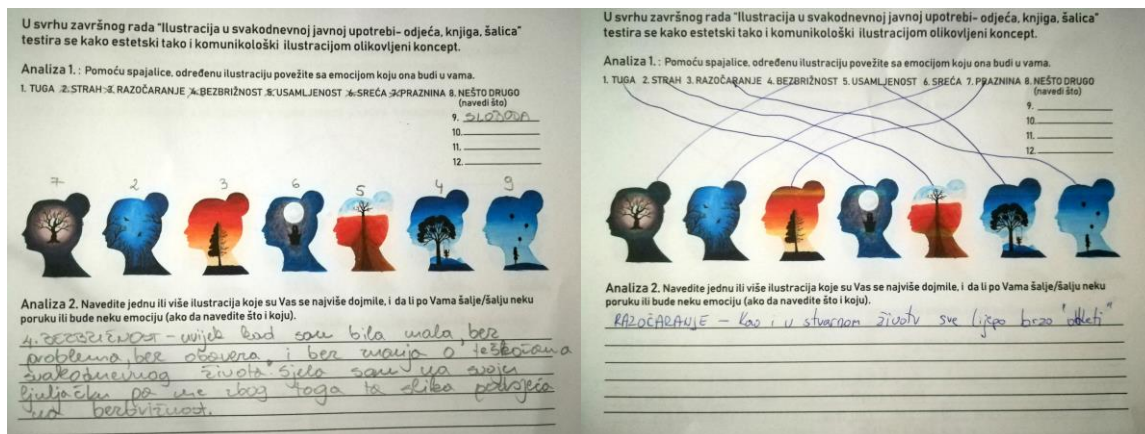 U svrhu završnog rada "Ilustracija u svakodnevnoj javnoj upotrebi- odjeća, knjiga, šalica"
testira se kako estetski tako i komunikološki ilustracijom olikovljeni koncept.
Analiza 1. : Pomoću spajalice, određenu ilustraciju povežite sa emocijom koju ona budi u vama.
1. TUGA 2. STRAH 3. RAZOČARANJE 4. BEZBRIŽNOST 5. USAMLJENOST 6. SREĆA 7. PRAZNINA 8. NEŠTO DRUGO
(navedi što)
9. SLOBODA
10.
11.
12.
7 2 3 6 5 4 9
Analiza 2. Navedite jednu ili više ilustracija koje su Vas se najviše dojmile, i da li po Vama šalje/šalju neku
poruku ili bude neku emociju (ako da navedite što i koju).
4. BEZBRIŽNOST - uvijek kad sam bila mala, bez
problema, bez obaveza, i bez znanja o teškoćama
svakodnevnog života sjela sam na svoju
ljuljačku pa me zbog toga ta slika podsjeća
na bezbrižnost.
U svrhu završnog rada "Ilustracija u svakodnevnoj javnoj upotrebi- odjeća, knjiga, šalica"
testira se kako estetski tako i komunikološki ilustracijom olikovljeni koncept.
Analiza 1. : Pomoću spajalice, određenu ilustraciju povežite sa emocijom koju ona budi u vama.
1. TUGA 2. STRAH 3. RAZOČARANJE 4. BEZBRIŽNOST 5. USAMLJENOST 6. SREĆA 7. PRAZNINA 8. NEŠTO DRUGO
(navedi što)
9.
10.
11.
12.
Analiza 2. Navedite jednu ili više ilustracija koje su Vas se najviše dojmile, i da li po Vama šalje/šalju neku
poruku ili bude neku emociju (ako da navedite što i koju).
RAZOČARANJE - kao i u stvarnom životu sve lijepo brzo "odleti"